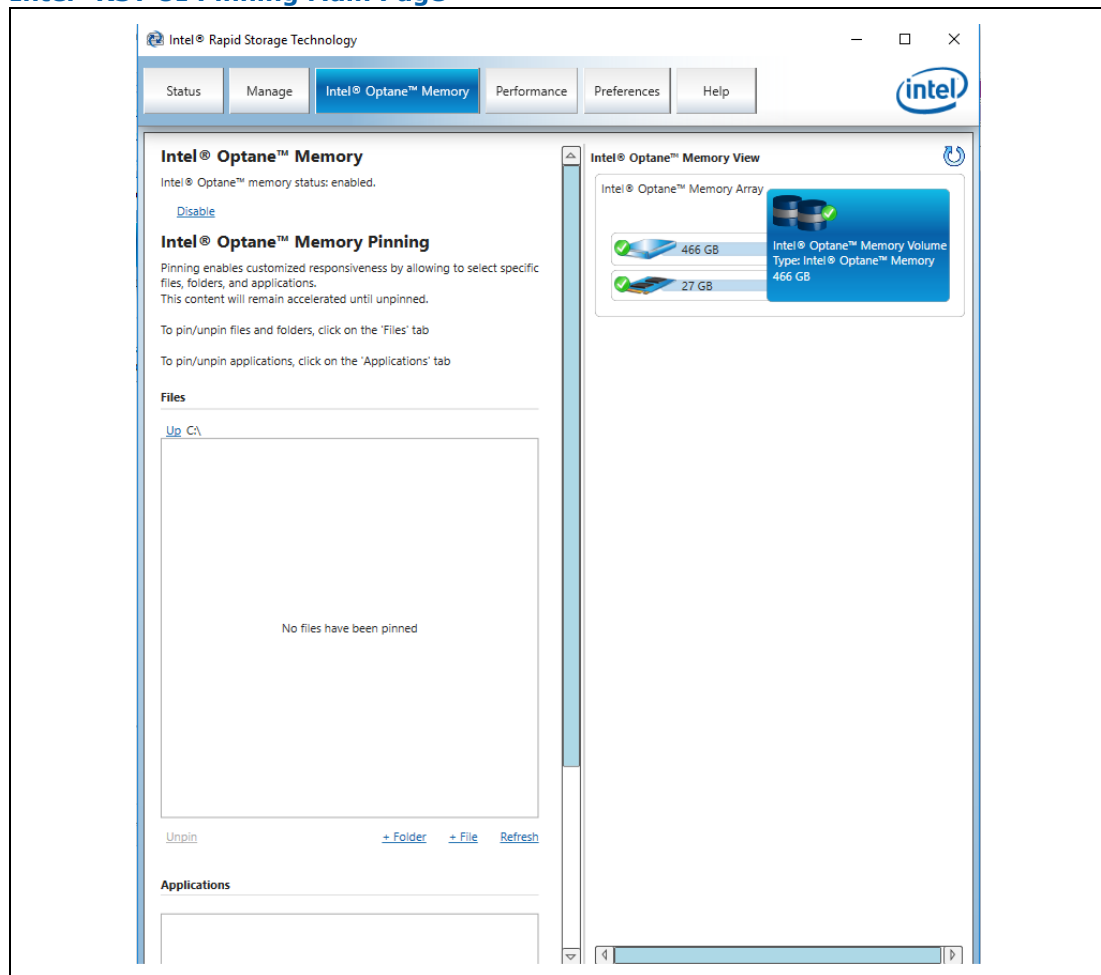 Intel® Rapid Storage Technology
Status
Manage
Intel® Optane™ Memory
Performance
Preferences
Help
intel
Intel® Optane™ Memory
Intel® Optane™ memory status: enabled.
Disable
Intel® Optane™ Memory Pinning
Pinning enables customized responsiveness by allowing to select specific
files, folders, and applications.
This content will remain accelerated until unpinned.
To pin/unpin files and folders, click on the 'Files' tab
To pin/unpin applications, click on the 'Applications' tab
Files
Up C:\
No files have been pinned
Unpin
+ Folder
+ File
Refresh
Applications
Intel® Optane™ Memory View
Intel® Optane™ Memory Array
466 GB
27 GB
Intel® Optane™ Memory Volume
Type: Intel® Optane™ Memory
466 GB